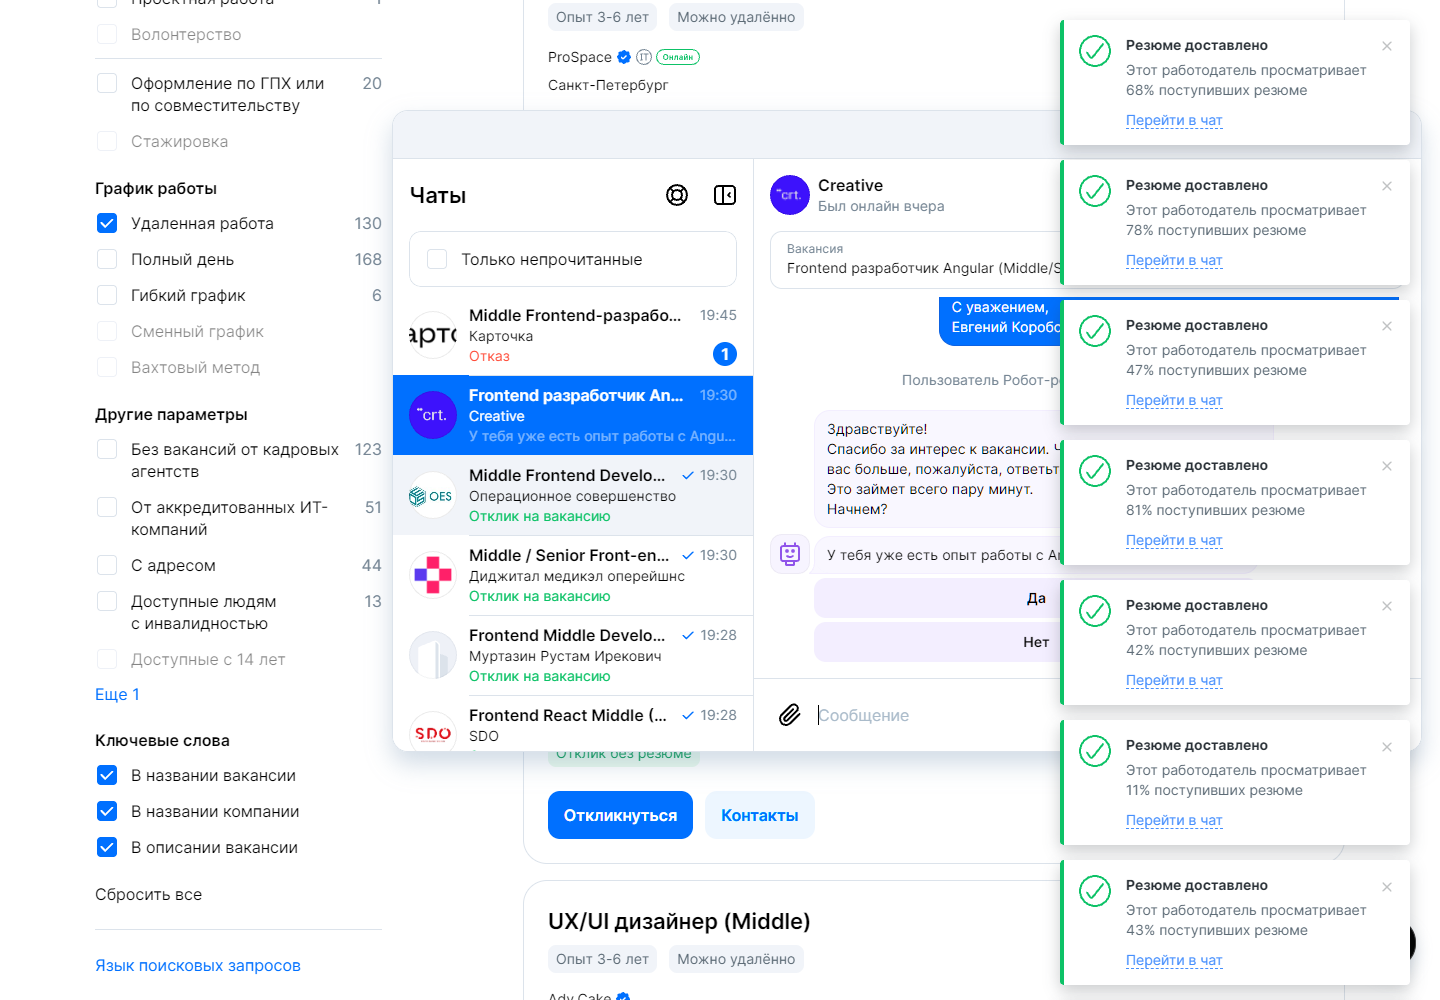 Проектная работа
1
Волонтерство
Оформление по ГПХ или
по совместительству
20
Стажировка
График работы
Удаленная работа
130
Полный день
168
Гибкий график
6
Сменный график
Вахтовый метод
Другие параметры
Без вакансий от кадровых
агентств
123
От аккредитованных ИТ-
компаний
51
С адресом
44
Доступные людям
с инвалидностью
13
Доступные с 14 лет
Еще 1
Ключевые слова
В названии вакансии
В названии компании
В описании вакансии
Сбросить все
Язык поисковых запросов
Опыт 3-6 лет
Можно удалённо
ProSpace
IT
Онлайн
Санкт-Петербург
Чаты
Только непрочитанные
арто
Middle Frontend-разрабо...
19:45
Карточка
Отказ
1
crt.
Frontend разработчик An...
19:30
Creative
У тебя уже есть опыт работы с Angu...
OES
Middle Frontend Develo...
19:30
Операционное совершенство
Отклик на вакансию
Middle / Senior Front-en...
19:30
Диджитал медикэл оперейшнс
Отклик на вакансию
Frontend Middle Develo...
19:28
Муртазин Рустам Ирекович
Отклик на вакансию
SDO
Frontend React Middle (...
19:28
SDO
crt.
Creative
Был онлайн вчера
Вакансия
Frontend разработчик Angular (Middle/S
С уважением,
Евгений Коробо
Пользователь Робот-р
Здравствуйте!
Спасибо за интерес к вакансии. Ч
вас больше, пожалуйста, ответьт
Это займет всего пару минут.
Начнем?
У тебя уже есть опыт работы с A
Да
Нет
Сообщение
Отклик без резюме
Откликнуться
Контакты
UX/UI дизайнер (Middle)
Опыт 3-6 лет
Можно удалённо
Ady Cake
Резюме доставлено
Этот работодатель просматривает
68% поступивших резюме
Перейти в чат
Резюме доставлено
Этот работодатель просматривает
78% поступивших резюме
Перейти в чат
Резюме доставлено
Этот работодатель просматривает
47% поступивших резюме
Перейти в чат
Резюме доставлено
Этот работодатель просматривает
81% поступивших резюме
Перейти в чат
Резюме доставлено
Этот работодатель просматривает
42% поступивших резюме
Перейти в чат
Резюме доставлено
Этот работодатель просматривает
11% поступивших резюме
Перейти в чат
Резюме доставлено
Этот работодатель просматривает
43% поступивших резюме
Перейти в чат